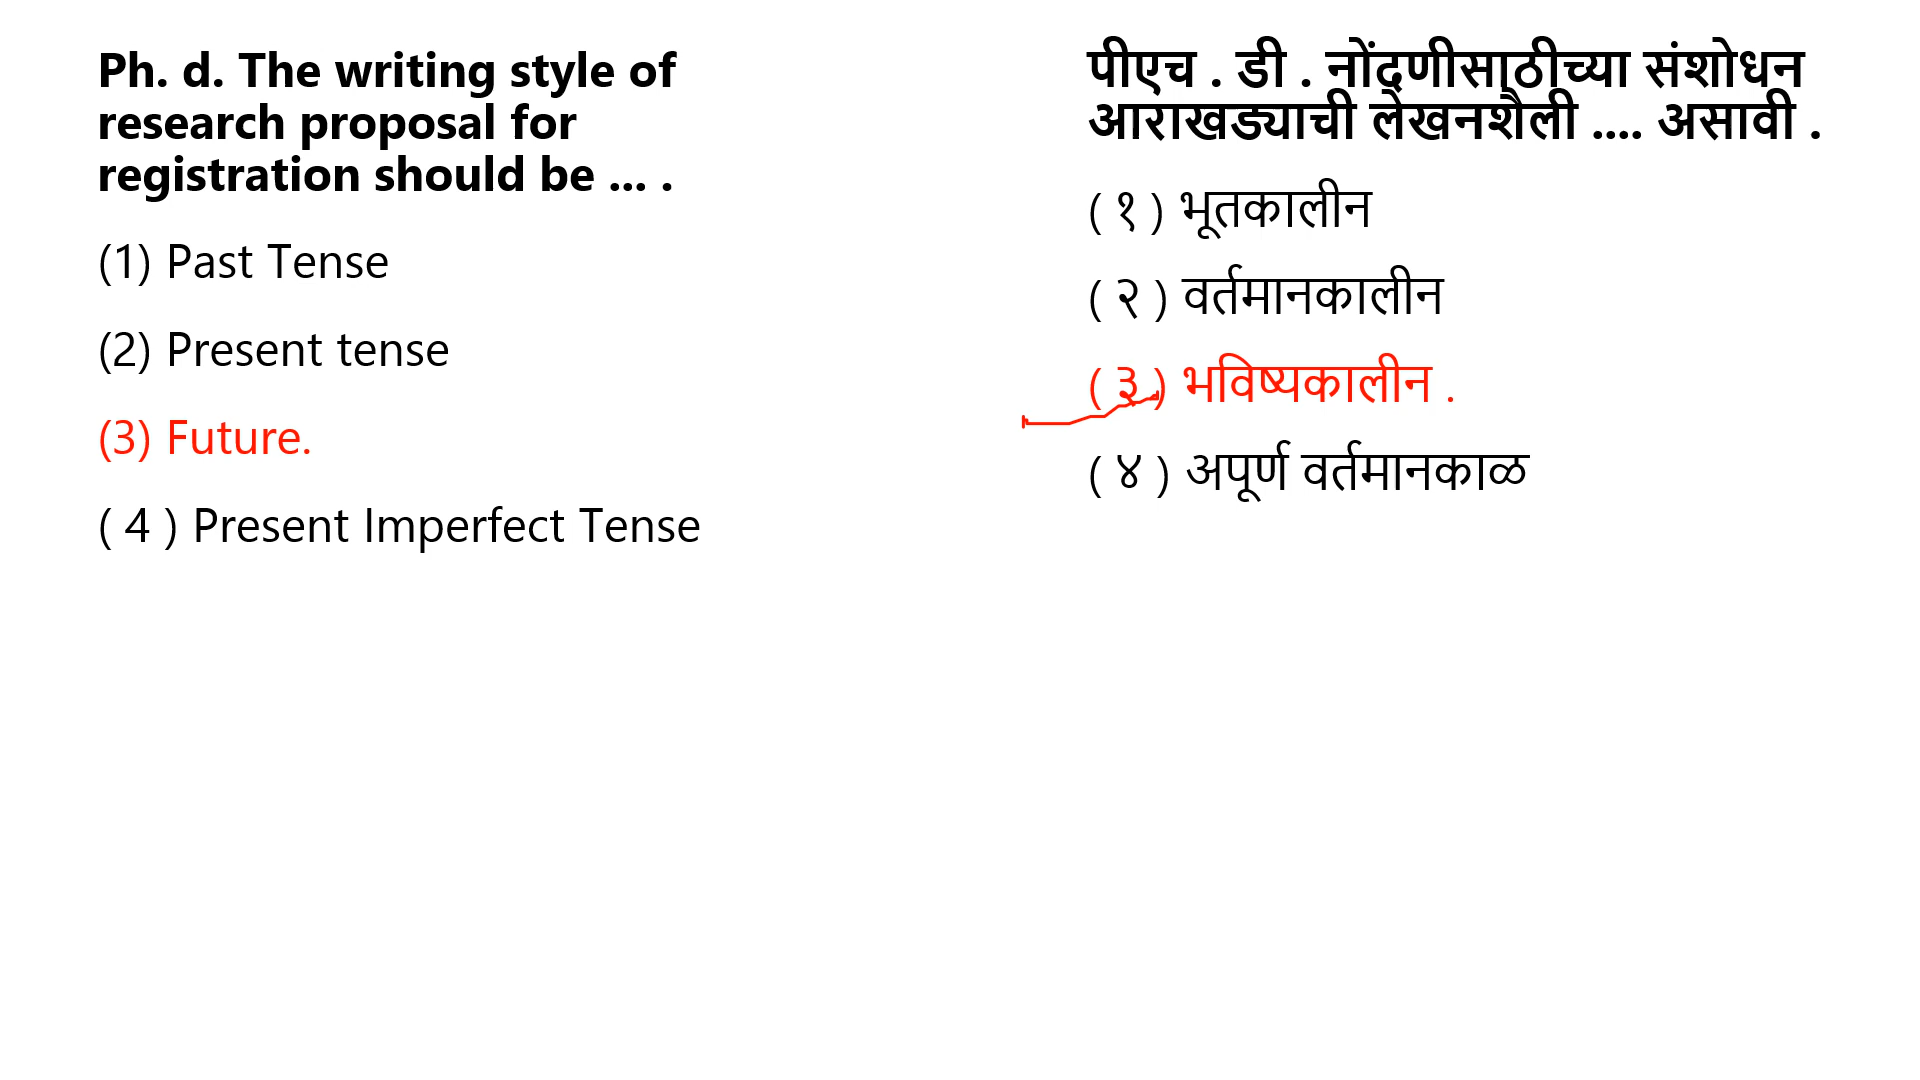 Ph. d. The writing style of
research proposal for
registration should be ... .
(1) Past Tense
(2) Present tense
(3) Future.
( 4 ) Present Imperfect Tense
पीएच . डी . नोंदणीसाठीच्या संशोधन
आराखड्याची लेखनशैली .... असावी .
( १ ) भूतकालीन
( २ ) वर्तमानकालीन
( ३ ) भविष्यकालीन .
( ४ ) अपूर्ण वर्तमानकाळ